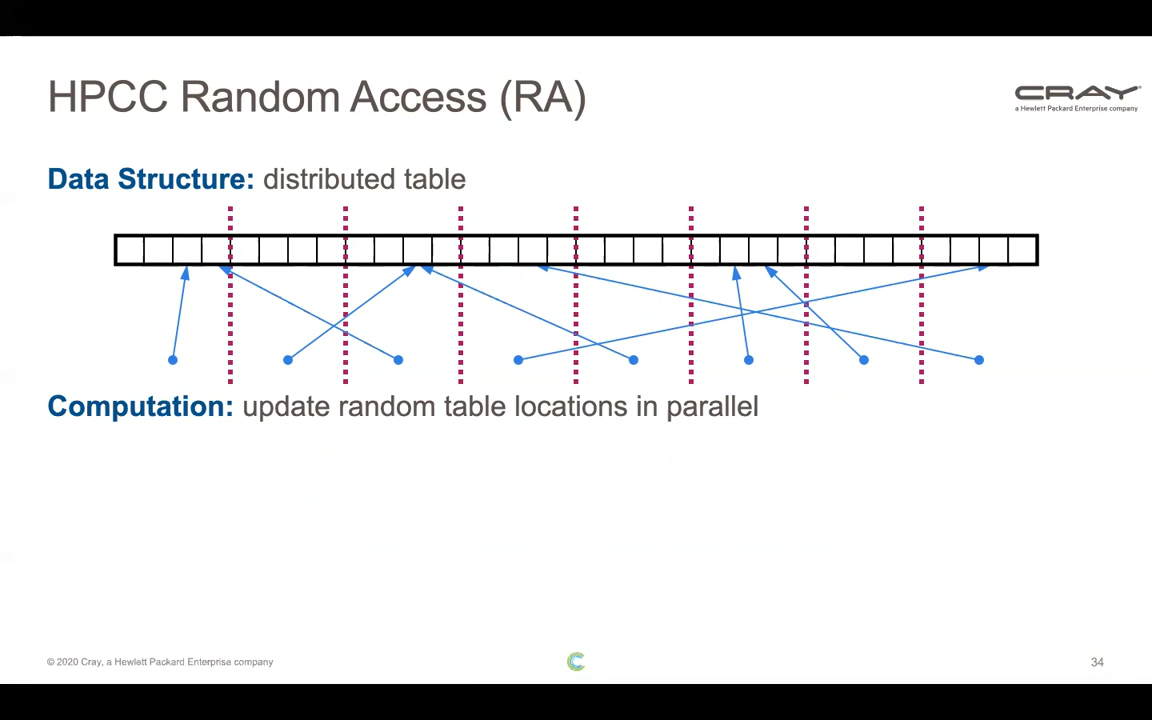 HPCC Random Access (RA)
CRAY
a Hewlett Packard Enterprise company
Data Structure: distributed table
Computation: update random table locations in parallel
© 2020 Cray, a Hewlett Packard Enterprise company
34